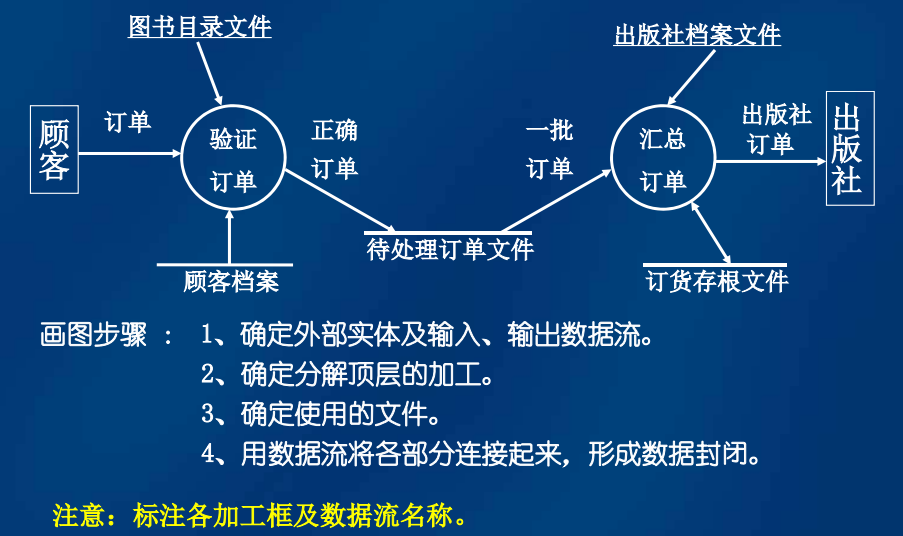 图书目录文件
出版社档案文件
顾客
订单
验证
订单
正确
订单
一批
订单
汇总
订单
出版社
订单
出版社
待处理订单文件
顾客档案
订货存根文件
画图步骤 : 1、确定外部实体及输入、输出数据流。
2、确定分解顶层的加工。
3、确定使用的文件。
4、用数据流将各部分连接起来，形成数据封闭。
注意：标注各加工框及数据流名称。